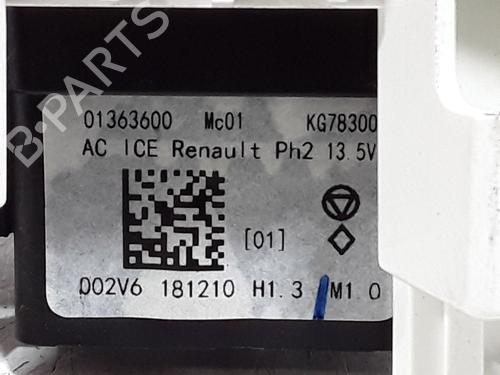 B-PARTS
01363600 Mc01 KG78300
AC ICE Renault Ph2 13.5V
[01]
002V6 181210 H1.3 M1.0